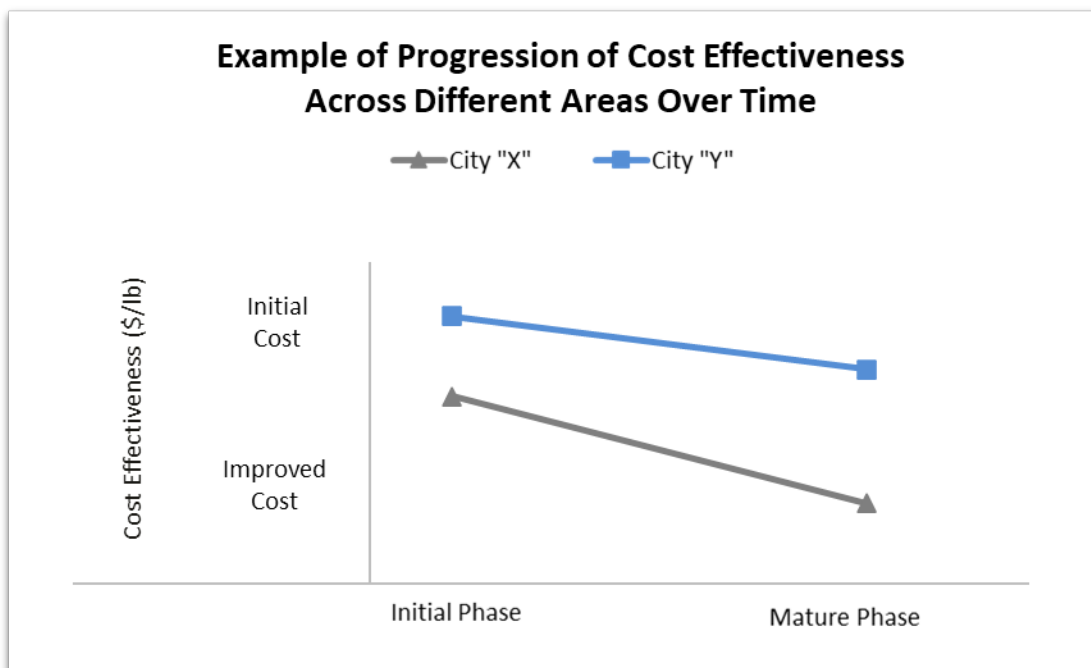 Example of Progression of Cost Effectiveness
Across Different Areas Over Time
City "X"
City "Y"
Cost Effectiveness ($/lb)
Initial
Cost
Improved
Cost
Initial Phase
Mature Phase